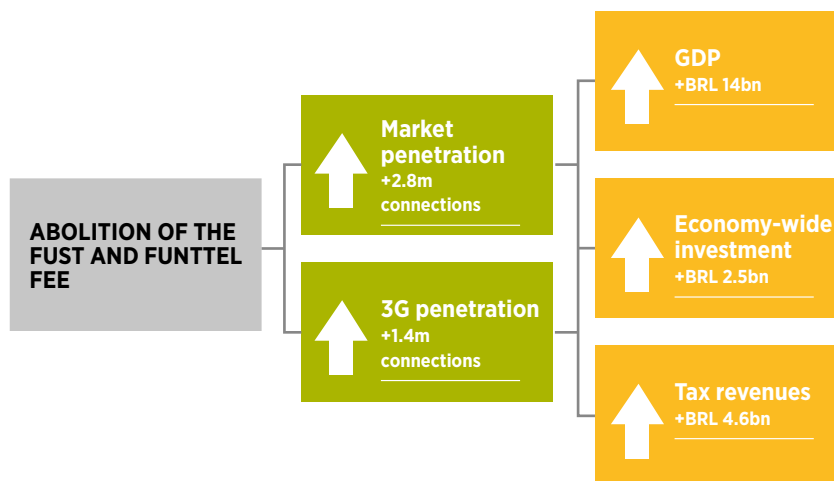 ABOLITION OF THE
FUST AND FUNTTEL
FEE
Market
penetration
+2.8m
connections
3G penetration
+1.4m
connections
GDP
+BRL 14bn
Economy-wide
investment
+BRL 2.5bn
Tax revenues
+BRL 4.6bn